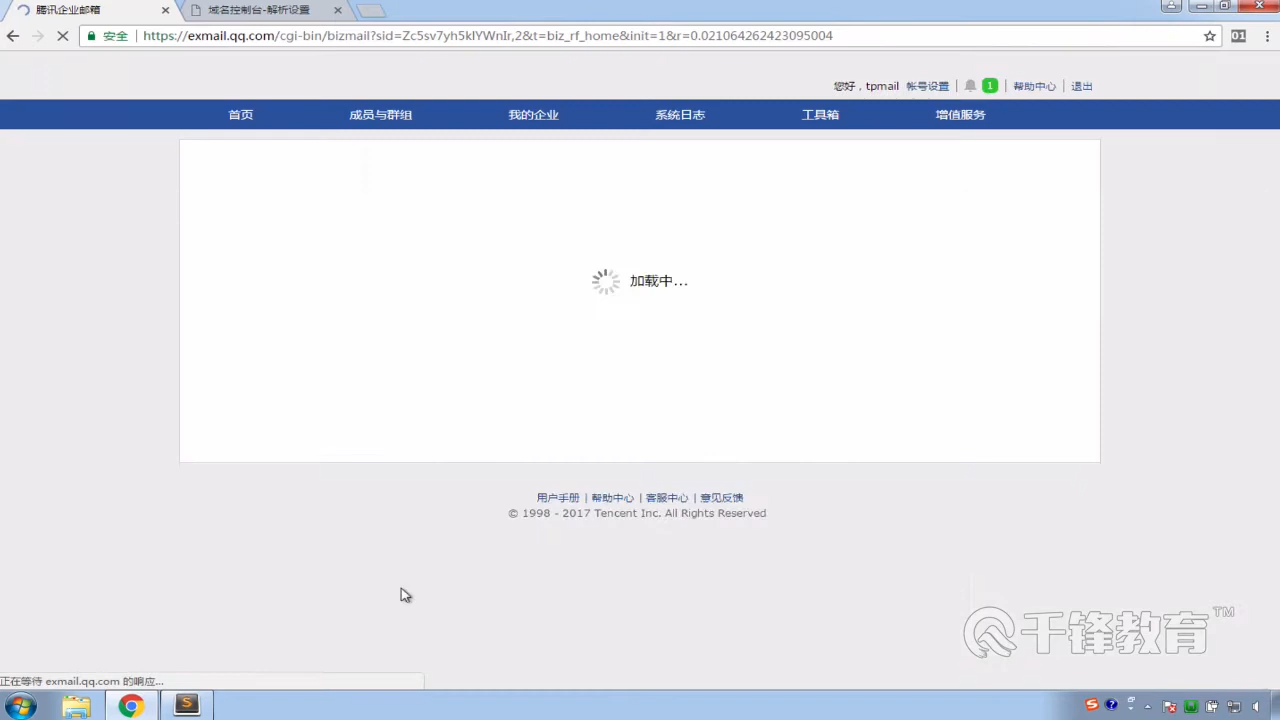 腾讯企业邮箱
域名控制台-解析设置
安全 https://exmail.qq.com/cgi-bin/bizmail?sid=Zc5sv7yh5klYWnIr,2&t=biz_rf_home&init=1&r=0.021064262423095004
01
您好，tpmail 帐号设置 | 1 | 帮助中心 | 退出
首页 成员与群组 我的企业 系统日志 工具箱 增值服务
加载中...
用户手册 | 帮助中心 | 客服中心 | 意见反馈
© 1998 - 2017 Tencent Inc. All Rights Reserved
千锋教育™
正在等待 exmail.qq.com 的响应...